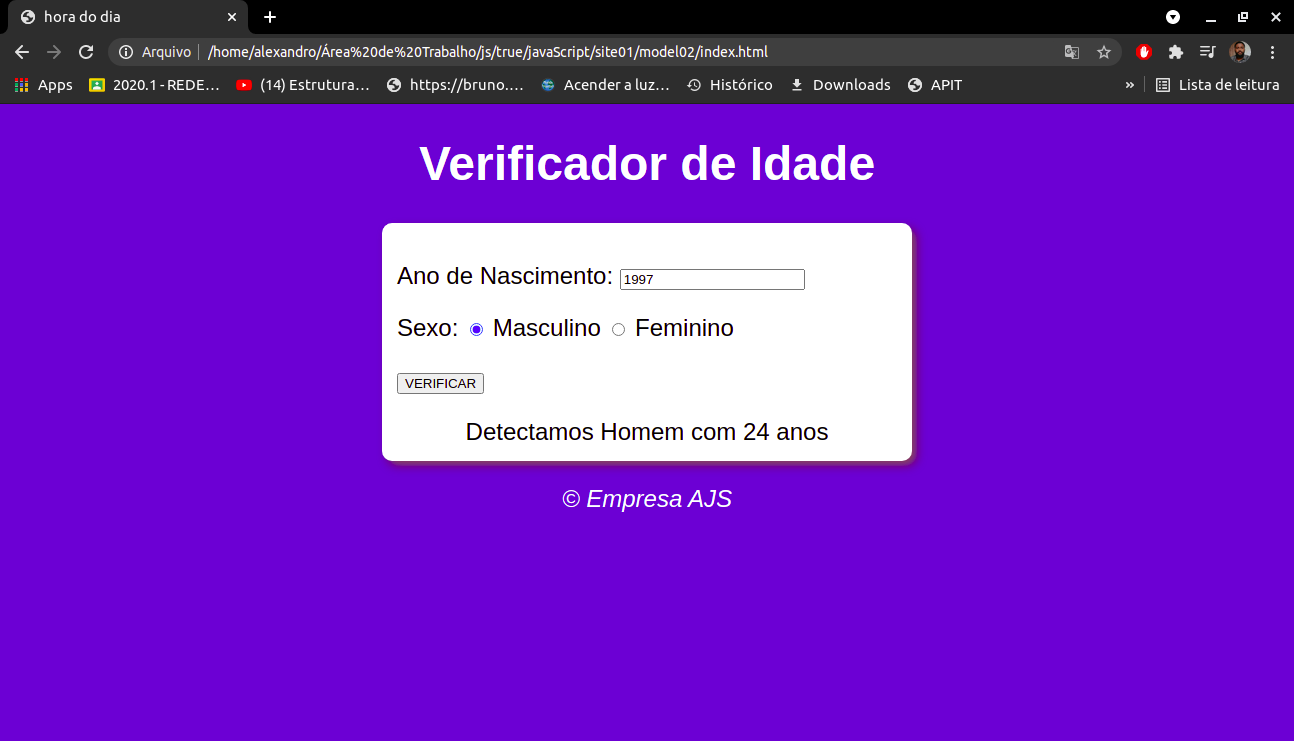 hora do dia
Arquivo /home/alexandro/Área%20de%20Trabalho/js/true/javaScript/site01/model02/index.html
Apps 2020.1 - REDE… (14) Estrutura… https://bruno.… Acender a luz… Histórico Downloads APIT » Lista de leitura
Verificador de Idade
Ano de Nascimento: 1997
Sexo: Masculino Feminino
VERIFICAR
Detectamos Homem com 24 anos
© Empresa AJS